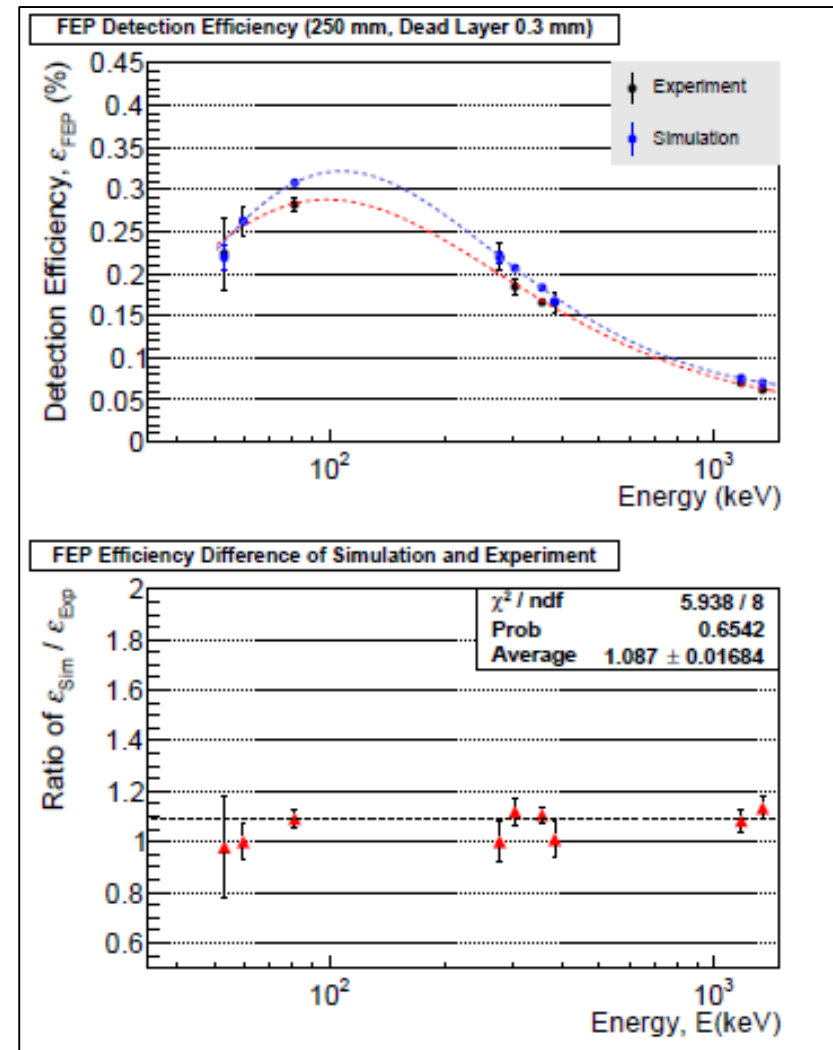 FEP Detection Efficiency (250 mm, Dead Layer 0.3 mm)
Detection Efficiency, ε_FEP (%)
0.45
0.4
0.35
0.3
0.25
0.2
0.15
0.1
0.05
0
Experiment
Simulation
10²
10³
Energy (keV)
FEP Efficiency Difference of Simulation and Experiment
Ratio of ε_Sim / ε_Exp
2
1.8
1.6
1.4
1.2
1
0.8
0.6
χ² / ndf 5.938 / 8
Prob 0.6542
Average 1.087 ± 0.01684
10²
10³
Energy, E(keV)